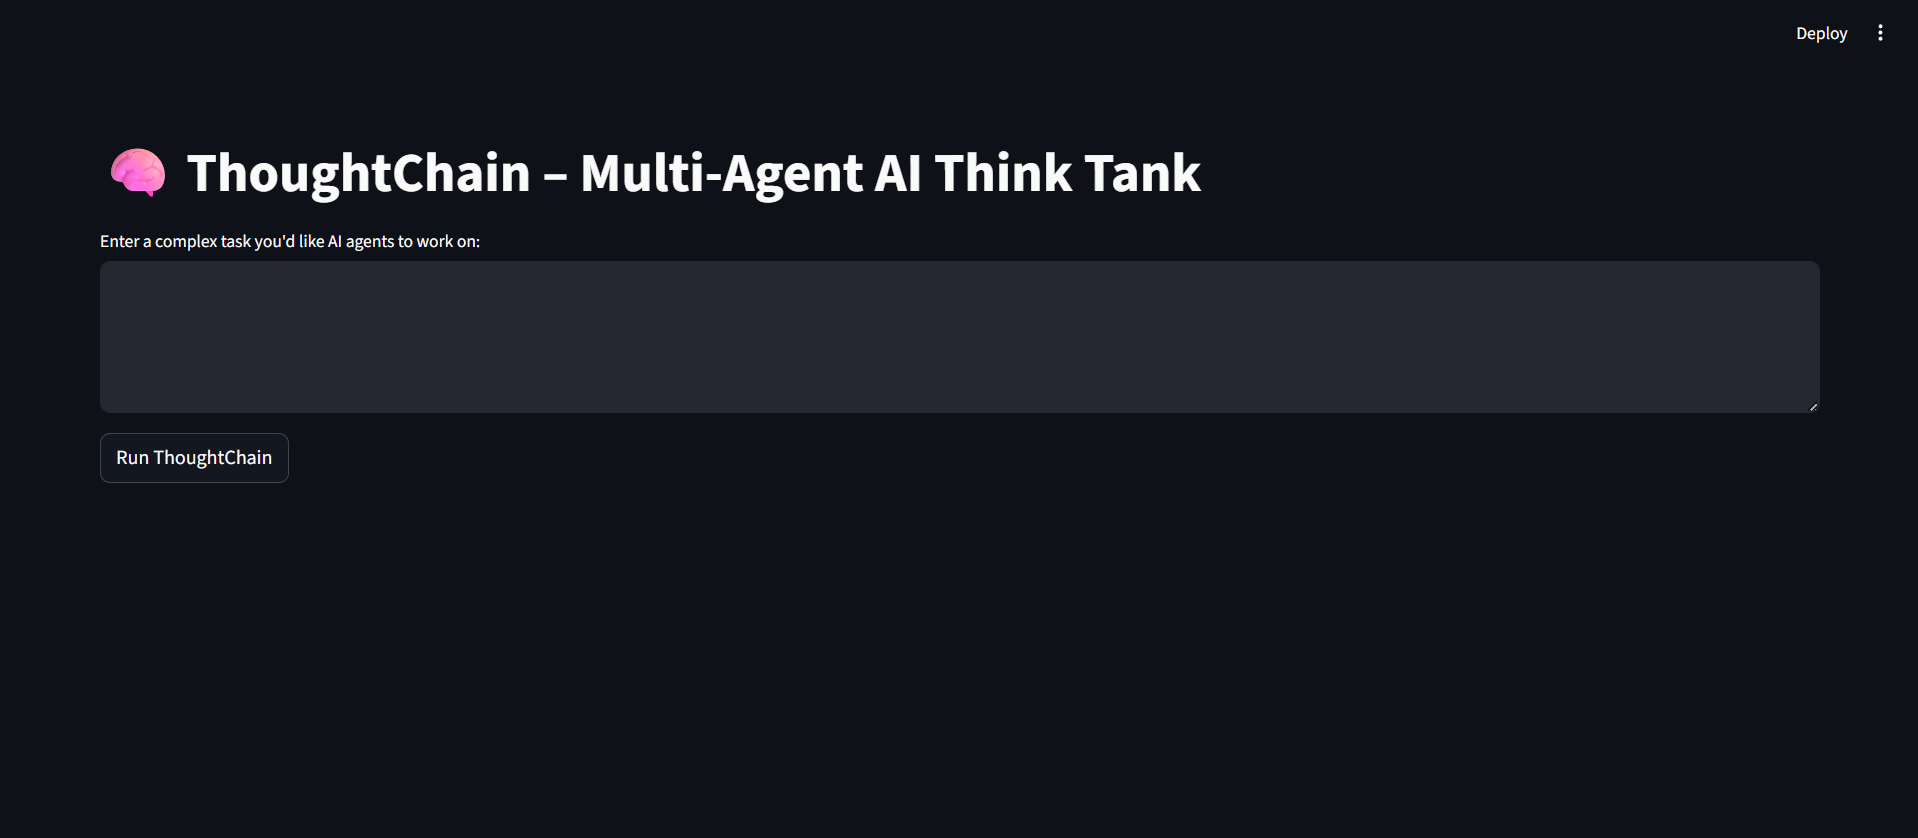 Deploy
ThoughtChain – Multi-Agent AI Think Tank
Enter a complex task you'd like AI agents to work on:
Run ThoughtChain